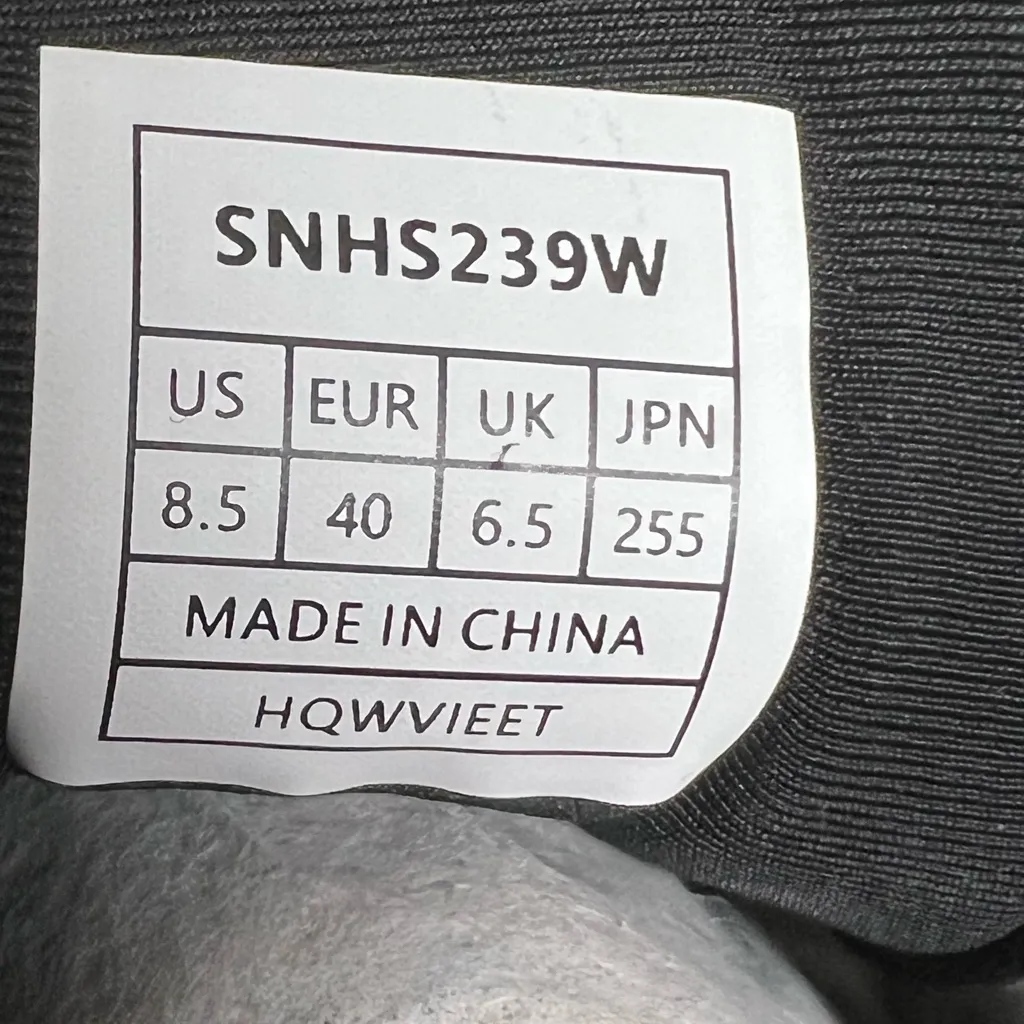 SNHS239W
US EUR UK JPN
8.5 40 6.5 255
MADE IN CHINA
HQWVIEET